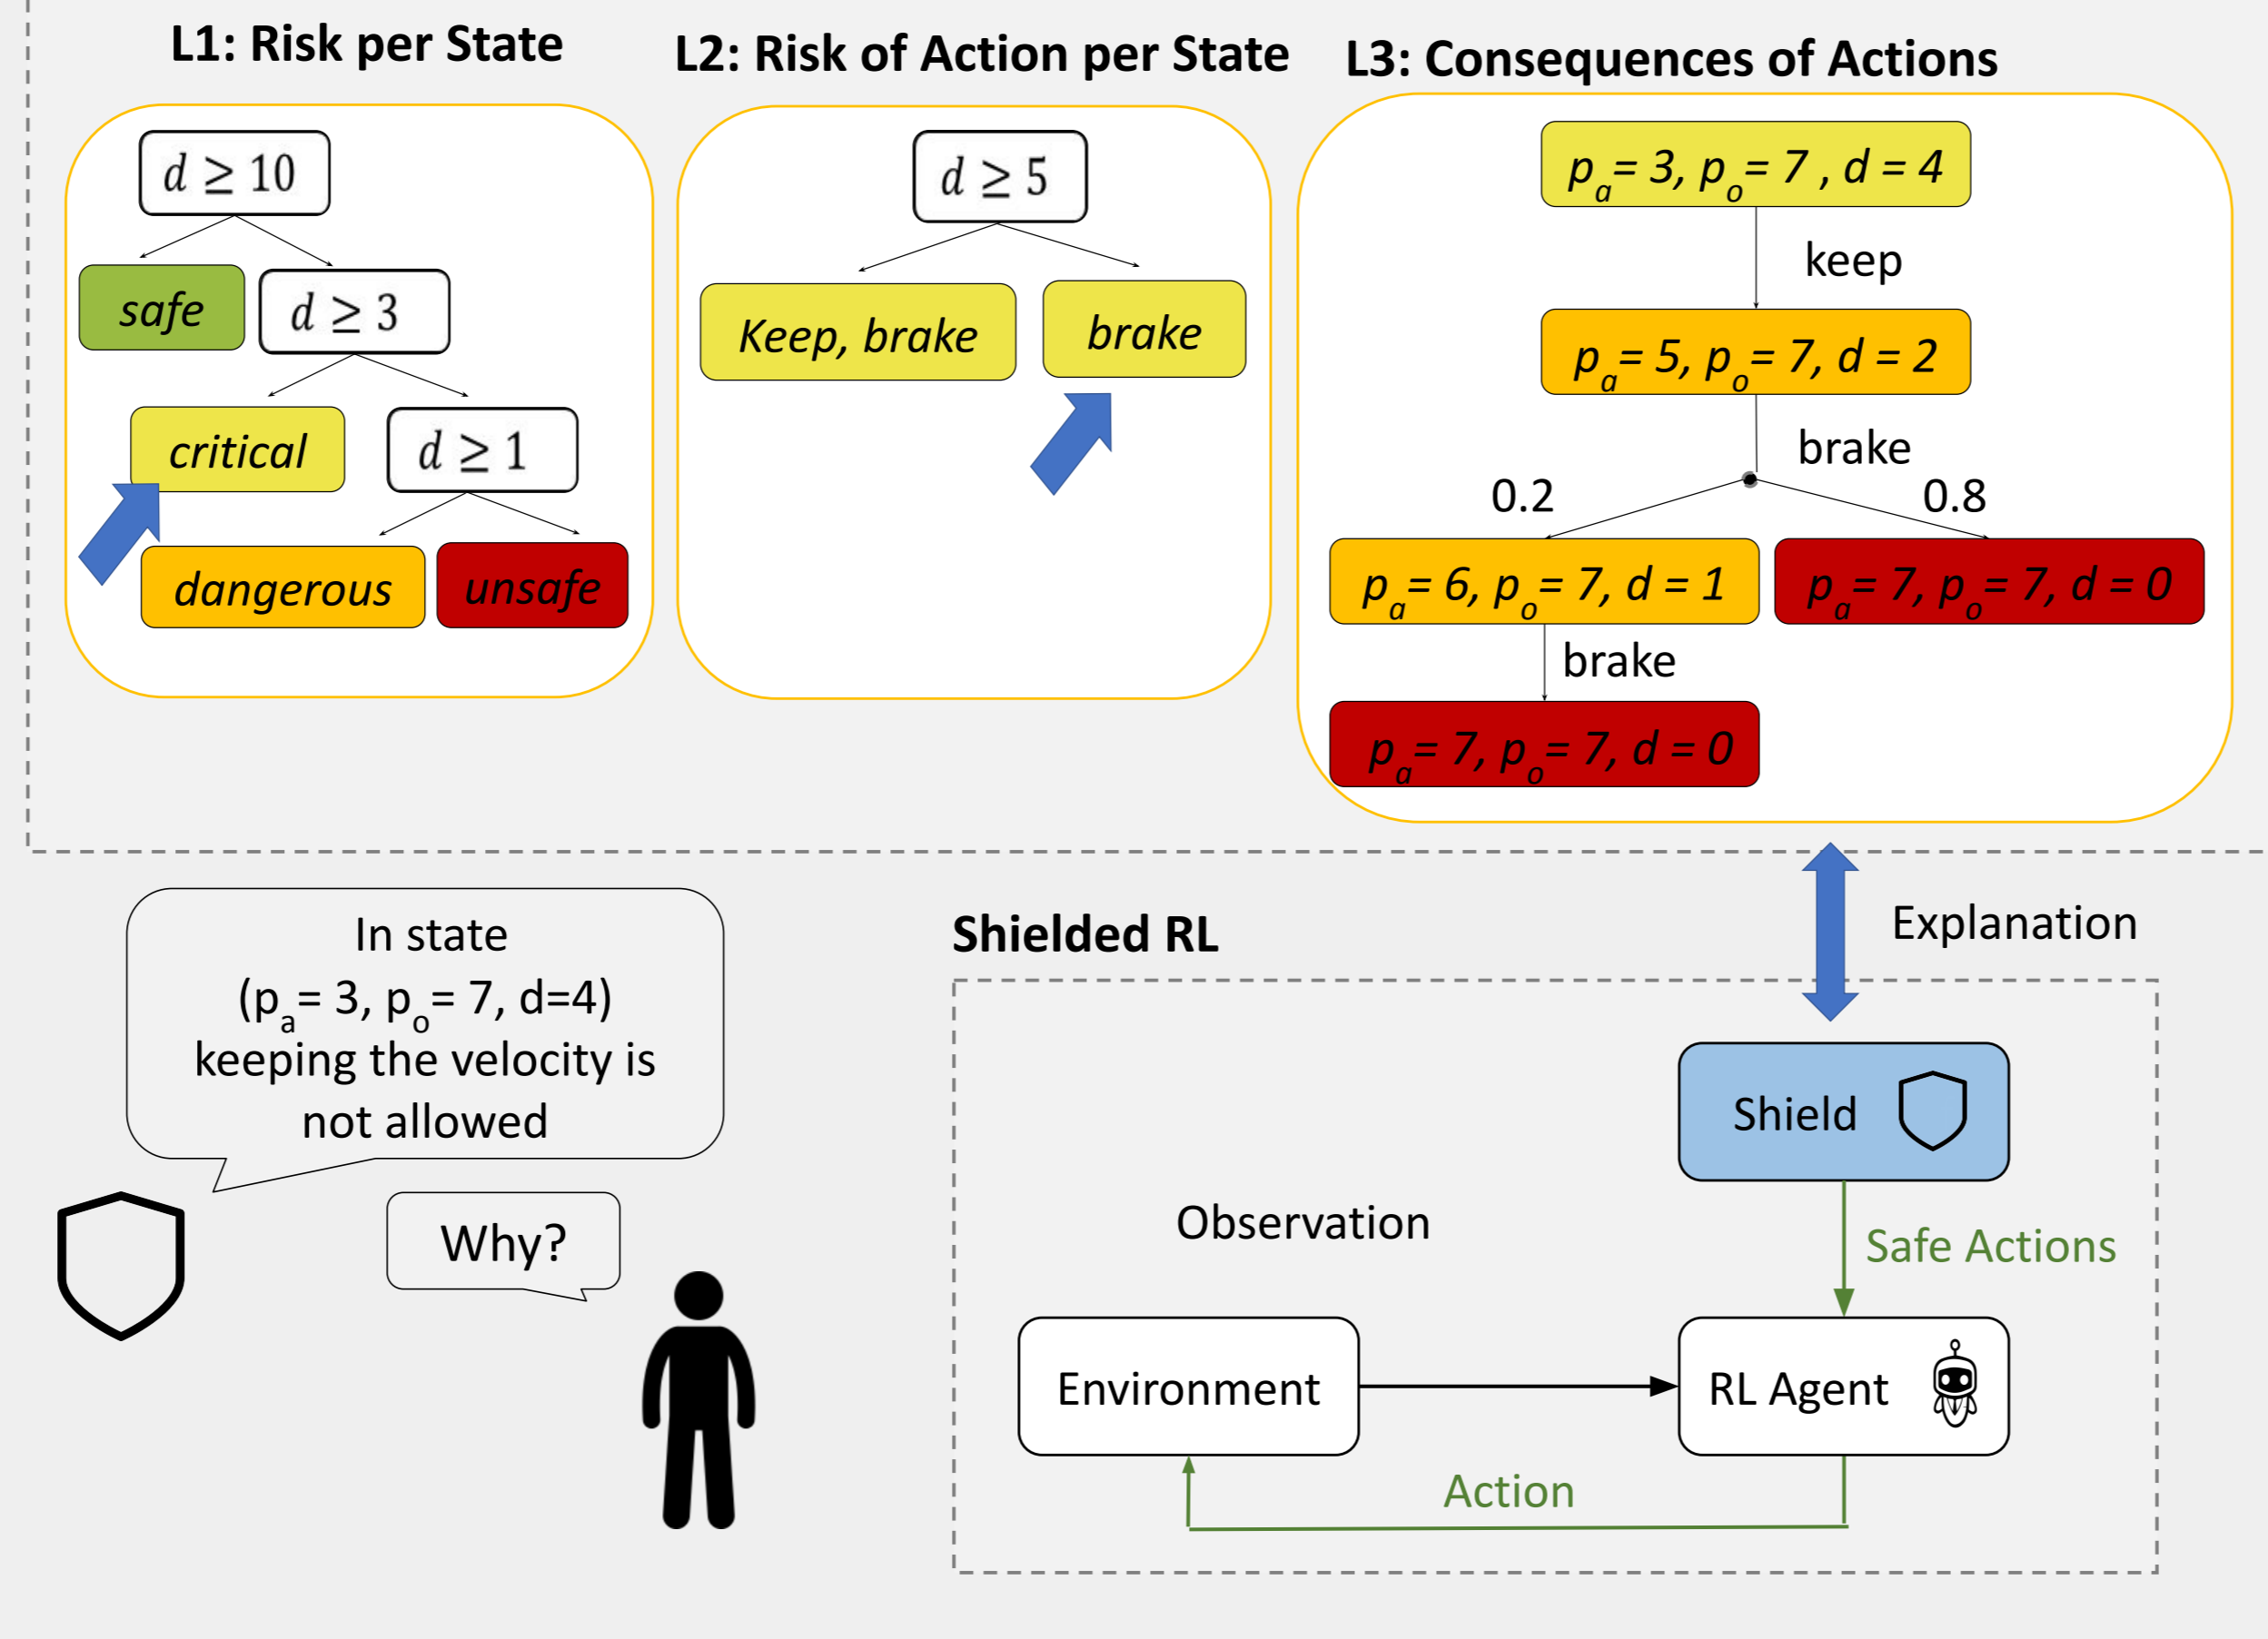 L1: Risk per State
d ≥ 10
safe
d ≥ 3
critical
d ≥ 1
dangerous
unsafe
L2: Risk of Action per State
d ≥ 5
Keep, brake
brake
L3: Consequences of Actions
pa= 3, po= 7 , d = 4
keep
pa= 5, po= 7, d = 2
brake
0.2
0.8
pa= 6, po= 7, d = 1
pa= 7, po= 7, d = 0
brake
pa= 7, po= 7, d = 0
In state
(pa= 3, po= 7, d=4)
keeping the velocity is
not allowed
Why?
Explanation
Shielded RL
Shield
Observation
Safe Actions
Environment
RL Agent
Action